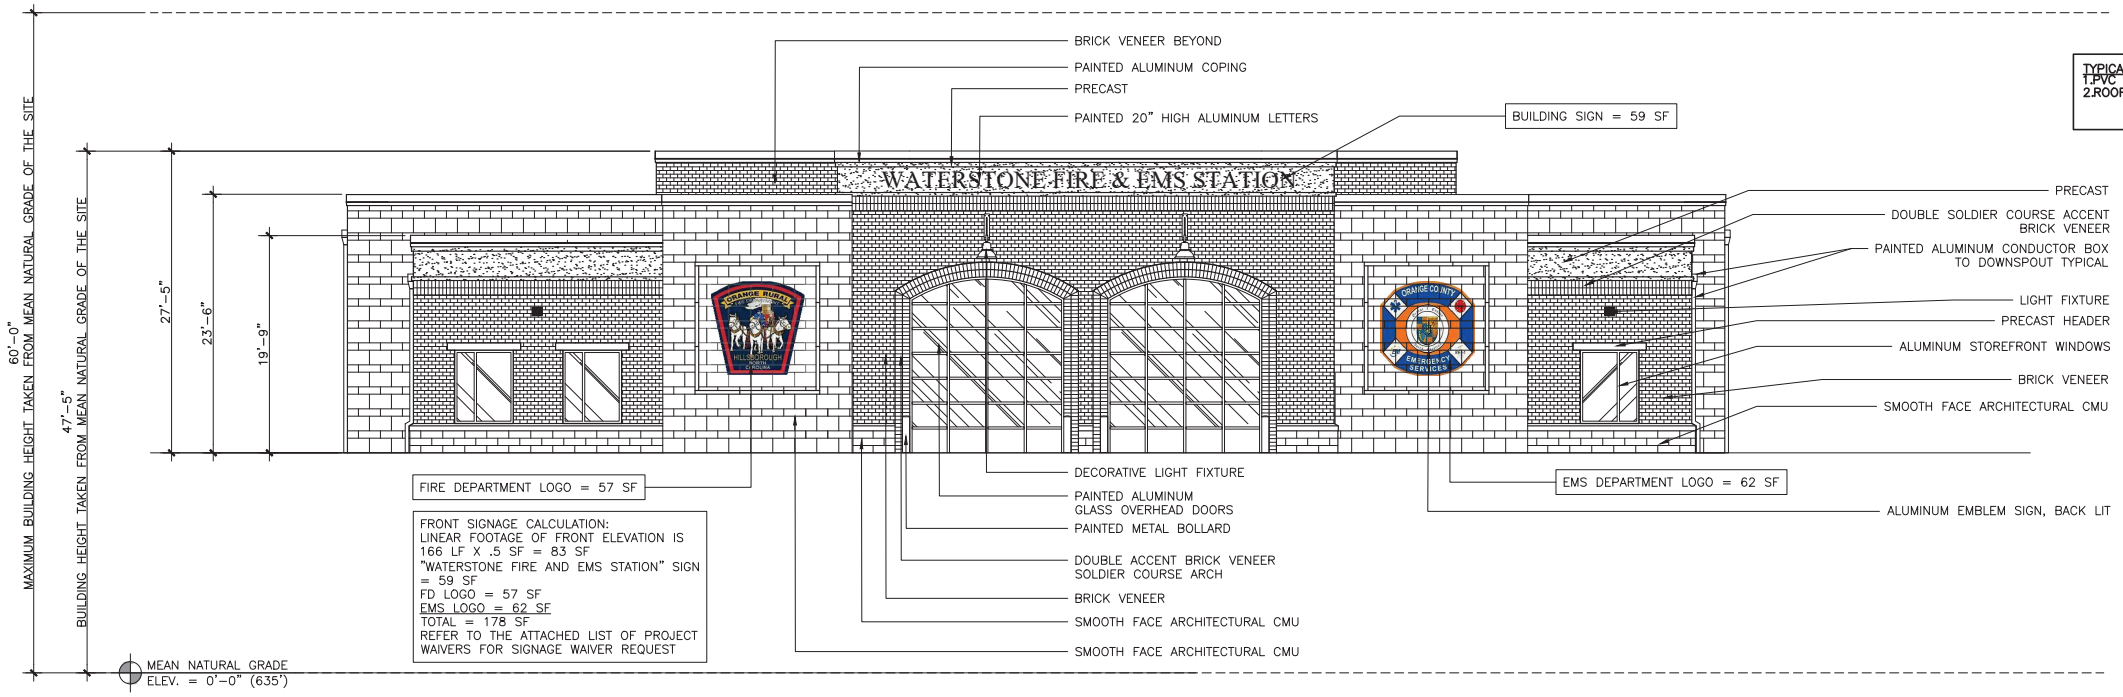 BRICK VENEER BEYOND
PAINTED ALUMINUM COPING
PRECAST
PAINTED 20" HIGH ALUMINUM LETTERS
BUILDING SIGN = 59 SF
TYPICA
1.PVC
2.ROOF
MAXIMUM BUILDING HEIGHT TAKEN FROM MEAN NATURAL GRADE OF THE SITE
60'-0"
BUILDING HEIGHT TAKEN FROM MEAN NATURAL GRADE OF THE SITE
47'-5"
27'-5"
23'-6"
19'-9"
WATERSTONE FIRE & EMS STATION
ORANGE RURAL
HILLSBOROUGH
NORTH
CAROLINA
ORANGE CO INTY
EMERGENCY
SERVICES
PRECAST
DOUBLE SOLDIER COURSE ACCENT
BRICK VENEER
PAINTED ALUMINUM CONDUCTOR BOX
TO DOWNSPOUT TYPICAL
LIGHT FIXTURE
PRECAST HEADER
ALUMINUM STOREFRONT WINDOWS
BRICK VENEER
SMOOTH FACE ARCHITECTURAL CMU
FIRE DEPARTMENT LOGO = 57 SF
FRONT SIGNAGE CALCULATION:
LINEAR FOOTAGE OF FRONT ELEVATION IS
166 LF X .5 SF = 83 SF
"WATERSTONE FIRE AND EMS STATION" SIGN
= 59 SF
FD LOGO = 57 SF
EMS LOGO = 62 SF
TOTAL = 178 SF
REFER TO THE ATTACHED LIST OF PROJECT
WAIVERS FOR SIGNAGE WAIVER REQUEST
DECORATIVE LIGHT FIXTURE
PAINTED ALUMINUM
GLASS OVERHEAD DOORS
PAINTED METAL BOLLARD
DOUBLE ACCENT BRICK VENEER
SOLDIER COURSE ARCH
BRICK VENEER
SMOOTH FACE ARCHITECTURAL CMU
SMOOTH FACE ARCHITECTURAL CMU
EMS DEPARTMENT LOGO = 62 SF
ALUMINUM EMBLEM SIGN, BACK LIT
MEAN NATURAL GRADE
ELEV. = 0'-0" (635')